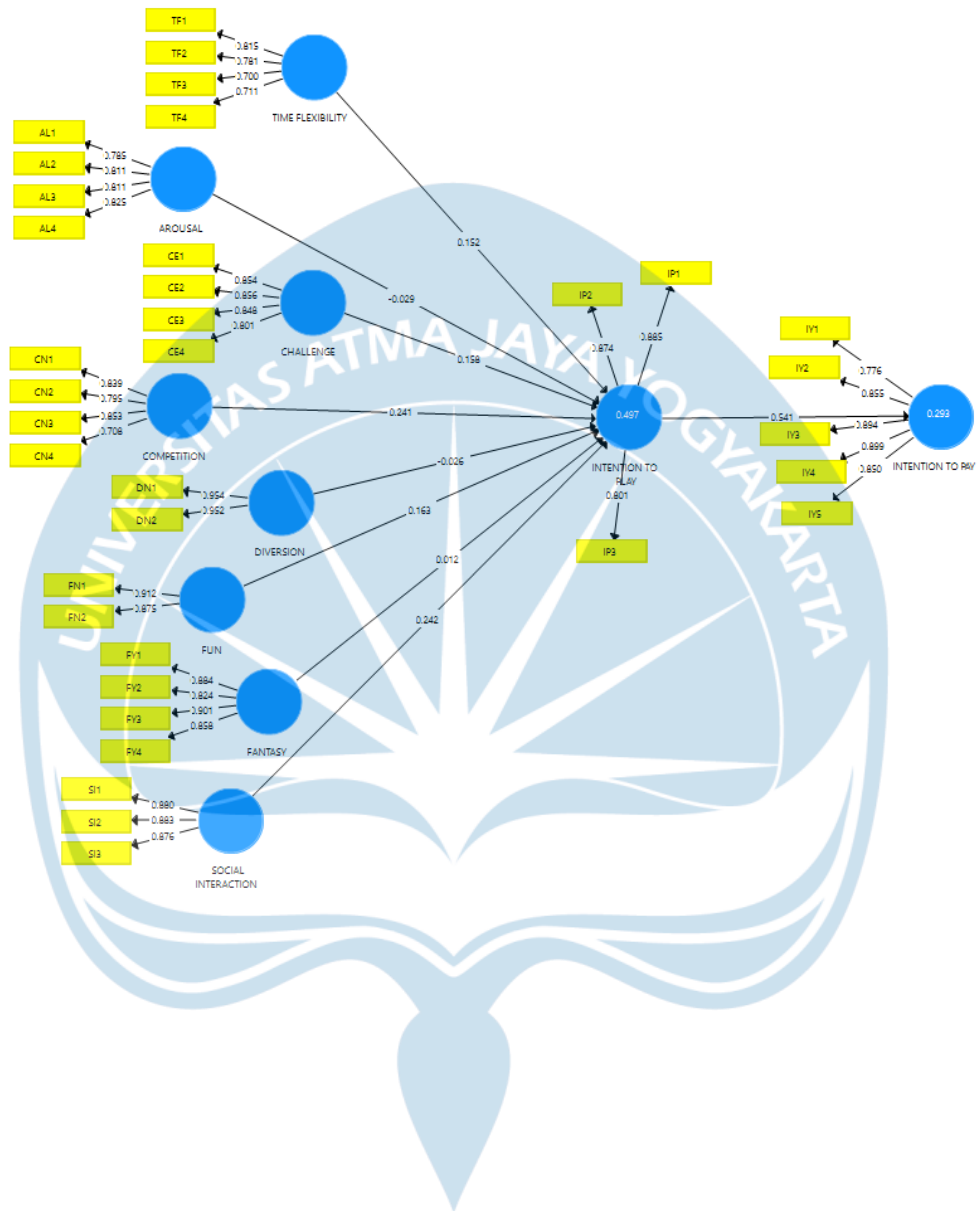 TF1
0.815
TF2
0.781
TF3
0.700
TF4
0.711
TIME FLEXIBILITY
AL1
0.785
AL2
0.811
AL3
0.811
AL4
0.825
AROUSAL
0.152
-0.029
CE1
0.854
CE2
0.856
CE3
0.848
CE4
0.801
CHALLENGE
0.158
CN1
0.839
CN2
0.795
CN3
0.853
CN4
0.708
COMPETITION
0.241
IP1
0.885
IP2
0.874
0.497
INTENTION TO
PLAY
0.801
IP3
0.541
IY1
0.776
IY2
0.855
IY3
0.894
IY4
0.899
IY5
0.850
0.293
INTENTION TO PAY
DN1
0.954
DN2
0.952
DIVERSION
-0.026
FN1
0.912
FN2
0.875
FUN
0.163
FY1
0.884
FY2
0.824
FY3
0.901
FY4
0.858
FANTASY
0.012
SI1
0.880
SI2
0.883
SI3
0.876
SOCIAL
INTERACTION
0.242
UNIVERSITAS ATMA JAYA YOGYAKARTA